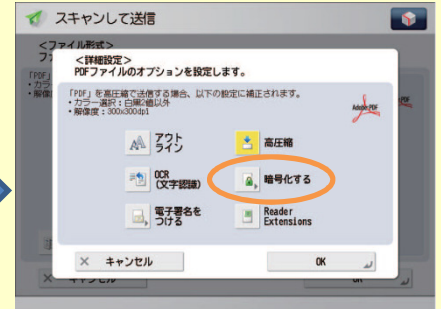 スキャンして送信
<ファイル形式>
<詳細設定>
PDFファイルのオプションを設定します。
「PDF」を高圧縮で送信する場合、以下の設定に補正されます。
・カラー選択：白黒2値以外
・解像度：300x300dpi
Adobe PDF
アウトライン
高圧縮
OCR
(文字認識)
暗号化する
電子署名を
つける
Reader
Extensions
× キャンセル
OK